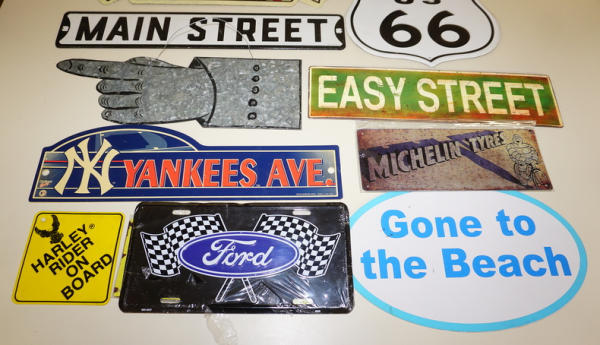 MAIN STREET
US
66
EASY STREET
NY
YANKEES AVE.
MICHELIN TYRES
HARLEY
RIDER
ON
BOARD
Ford
Gone to
the Beach